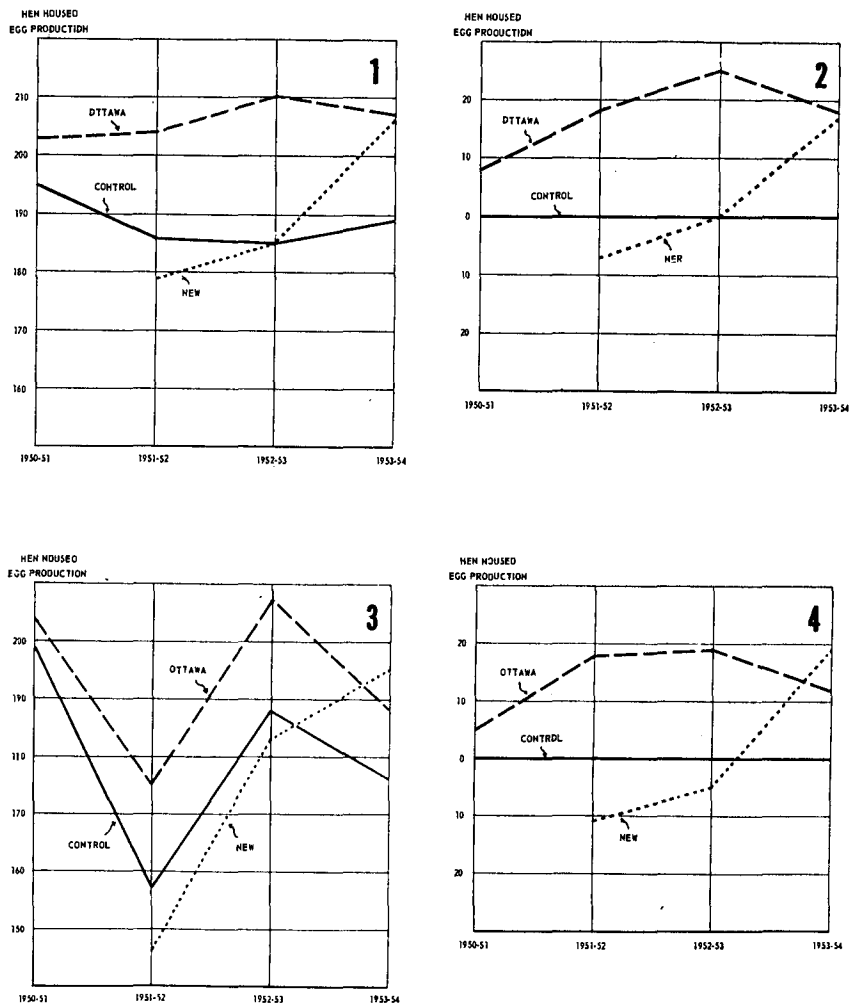 HEN HOUSED
EGG PRODUCTION
1
210
OTTAWA
200
CONTROL
190
180
NEW
170
160
1950-51
1951-52
1952-53
1953-54
HEN HOUSED
EGG PRODUCTION
2
20
OTTAWA
10
CONTROL
0
NER
10
20
1950-51
1951-52
1952-53
1953-54
HEN HOUSED
EGG PRODUCTION
3
200
OTTAWA
190
110
170
CONTROL
NEW
160
150
1950-51
1951-52
1952-53
1953-54
HEN HOUSED
EGG PRODUCTION
4
20
OTTAWA
10
CONTROL
0
10
NEW
20
1950-51
1951-52
1952-53
1953-54